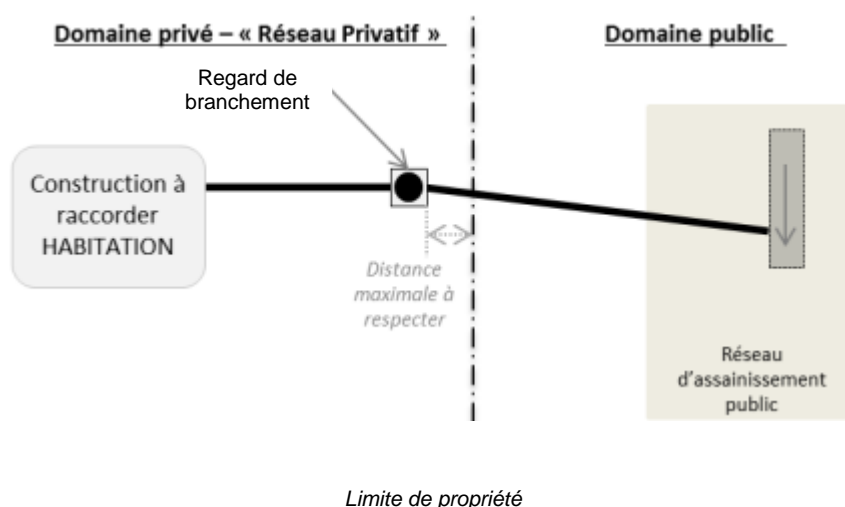 Domaine privé – « Réseau Privatif »
Domaine public
Regard de
branchement
Construction à
raccorder
HABITATION
Distance
maximale à
respecter
Réseau
d'assainissement
public
Limite de propriété